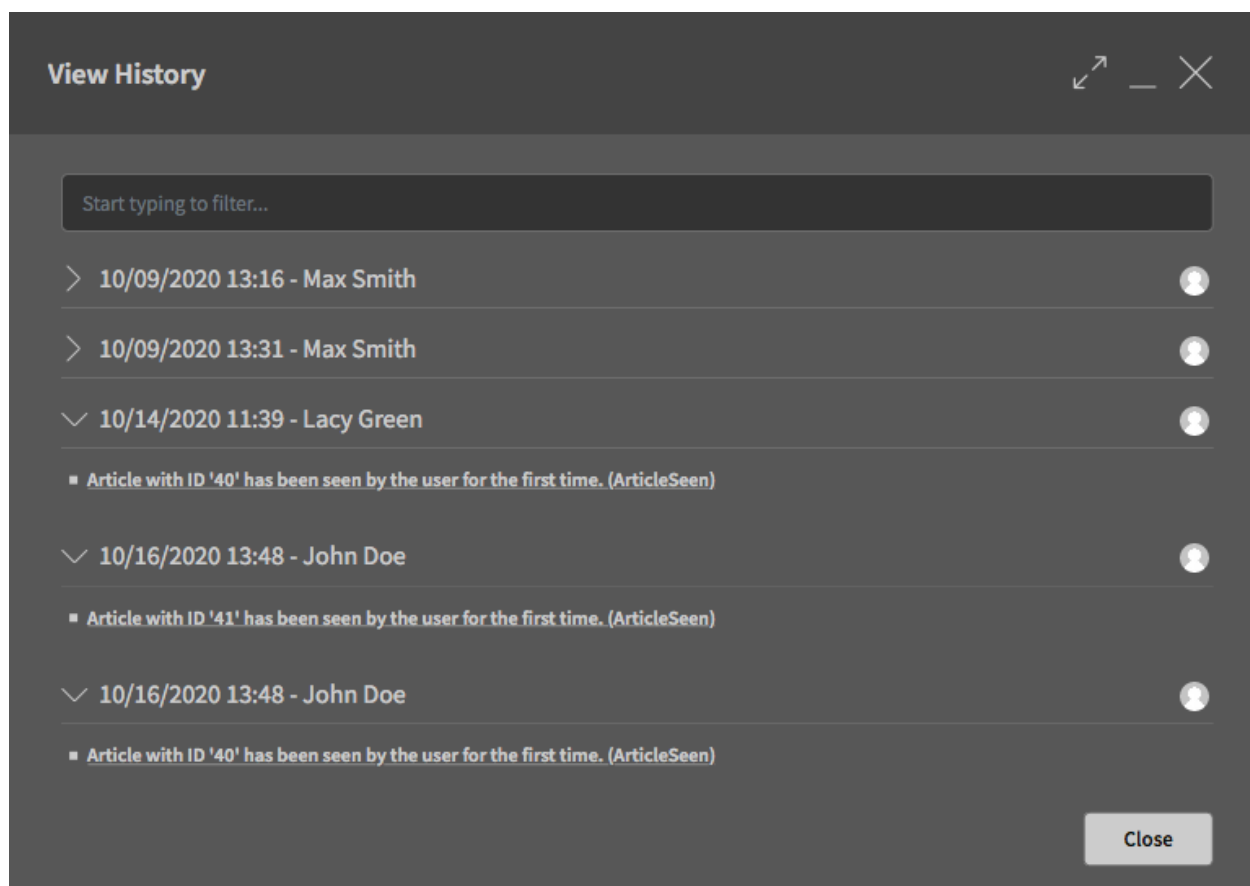 View History
Start typing to filter...
10/09/2020 13:16 - Max Smith
10/09/2020 13:31 - Max Smith
10/14/2020 11:39 - Lacy Green
Article with ID '40' has been seen by the user for the first time. (ArticleSeen)
10/16/2020 13:48 - John Doe
Article with ID '41' has been seen by the user for the first time. (ArticleSeen)
10/16/2020 13:48 - John Doe
Article with ID '40' has been seen by the user for the first time. (ArticleSeen)
Close